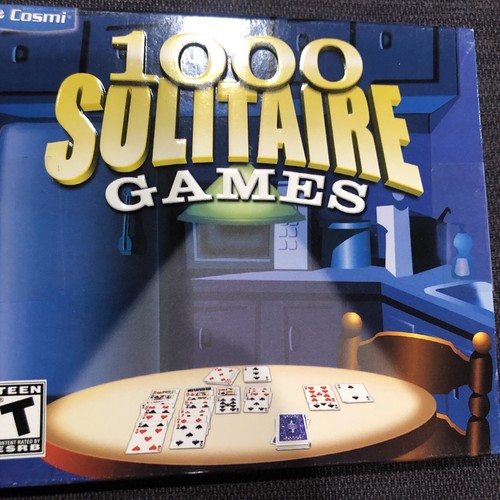 Cosmi
1000
SOLITAIRE
GAMES
TEEN
T
CONTENT RATED BY
ESRB